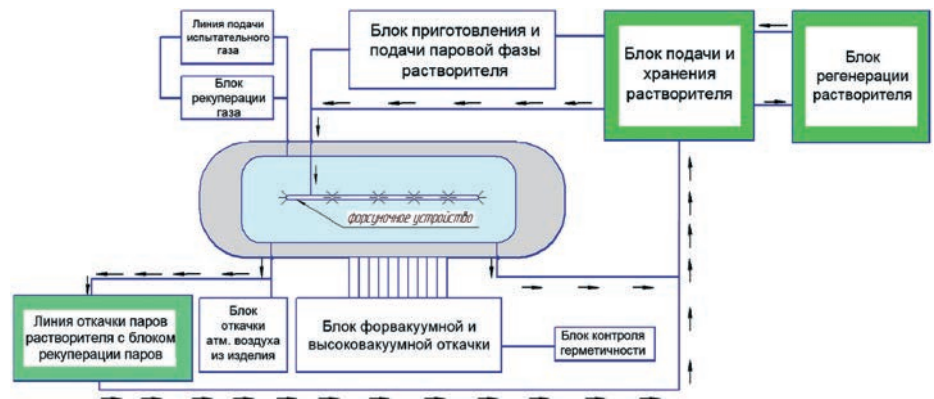 Линия подачи
испытательного
газа
Блок
рекуперации
газа
Блок приготовления и
подачи паровой фазы
растворителя
Блок подачи и
хранения
растворителя
Блок
регенерации
растворителя
форсуночное устройство
Линия откачки паров
растворителя с блоком
рекуперации паров
Блок
откачки
атм. воздуха
из изделия
Блок форвакуумной и
высоковакуумной откачки
Блок контроля
герметичности